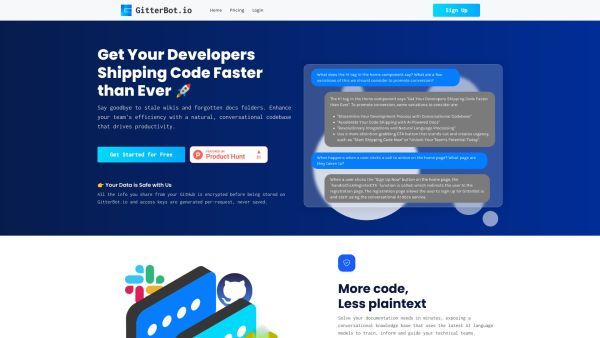 GitterBot.io
Home
Pricing
Login
Sign Up
Get Your Developers
Shipping Code Faster
than Ever 🚀
Say goodbye to stale wikis and forgotten docs folders. Enhance
your team's efficiency with a natural, conversational codebase
that drives productivity.
Get Started for Free
FEATURED ON
Product Hunt
👉 Your Data is Safe with Us
All the info you share from your GitHub is encrypted before being stored on
GitterBot.io and access keys are generated per-request, never saved.
What does the h1 tag in the home component say? What are a few
variations of this we should consider to promote conversion?
The h1 tag in the home component says "Get Your Developers Shipping Code Faster
than Ever". To promote conversion, some variations to consider are:
"Streamline Your Development Process with Conversational Codebase"
"Accelerate Your Code Shipping with AI-Powered Docs"
"Revolutionary Integrations and Natural Language Processing"
Use a more attention-grabbing CTA button that stands out and creates urgency,
such as "Start Shipping Code Now" or "Unlock Your Team's Potential Today"
What happens when a user clicks a call to action on the home page? What page are
they taken to?
When a user clicks the "Sign Up Now" button on the home page, the
function is called which redirects the user to the
registration page. The registration page allows the user to sign up for GitterBot.io
and start using the conversational AI docs service.
More code,
Less plaintext
Solve your documentation needs in minutes, exposing a
conversational knowledge base that uses the latest AI language
models to train, inform and guide your technical teams.